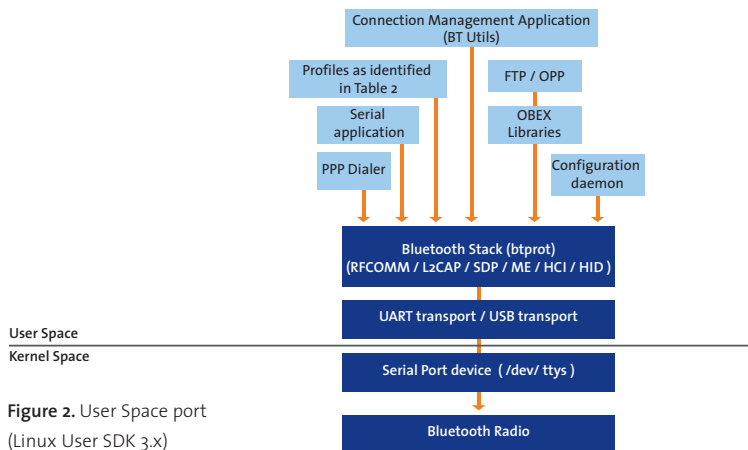 Connection Management Application
(BT Utils)
Profiles as identified
in Table 2
FTP / OPP
Serial
application
OBEX
Libraries
PPP Dialer
Configuration
daemon
Bluetooth Stack (btprot)
(RFCOMM / L2CAP / SDP / ME / HCI / HID )
UART transport / USB transport
User Space
Kernel Space
Serial Port device ( /dev/ ttys )
Figure 2. User Space port
(Linux User SDK 3.x)
Bluetooth Radio